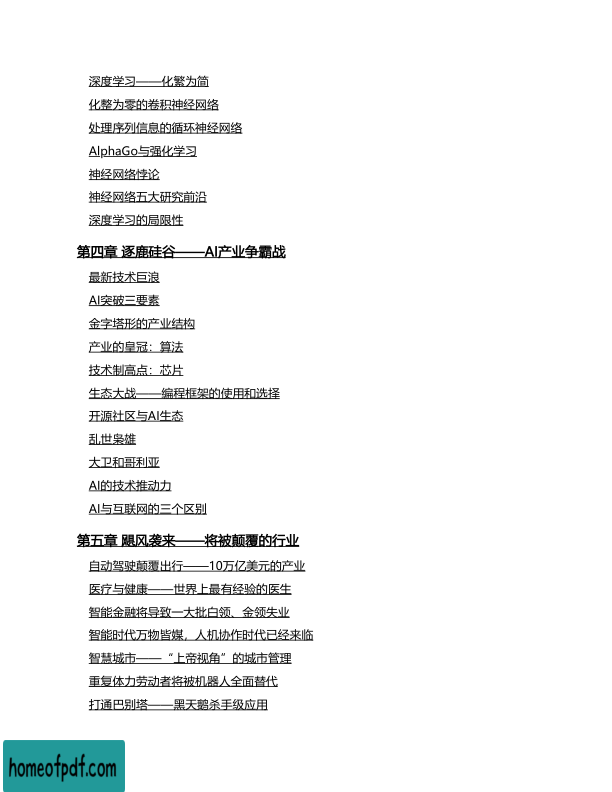 深度学习——化繁为简
化整为零的卷积神经网络
处理序列信息的循环神经网络
AlphaGo与强化学习
神经网络悖论
神经网络五大研究前沿
深度学习的局限性
第四章 逐鹿硅谷——AI产业争霸战
最新技术巨浪
AI突破三要素
金字塔形的产业结构
产业的皇冠：算法
技术制高点：芯片
生态大战——编程框架的使用和选择
开源社区与AI生态
乱世枭雄
大卫和哥利亚
AI的技术推动力
AI与互联网的三个区别
第五章 飓风袭来——将被颠覆的行业
自动驾驶颠覆出行——10万亿美元的产业
医疗与健康——世界上最有经验的医生
智能金融将导致一大批白领、金领失业
智能时代万物皆媒，人机协作时代已经来临
智慧城市——“上帝视角”的城市管理
重复体力劳动者将被机器人全面替代
打通巴别塔——黑天鹅杀手级应用
homeofpdf.com